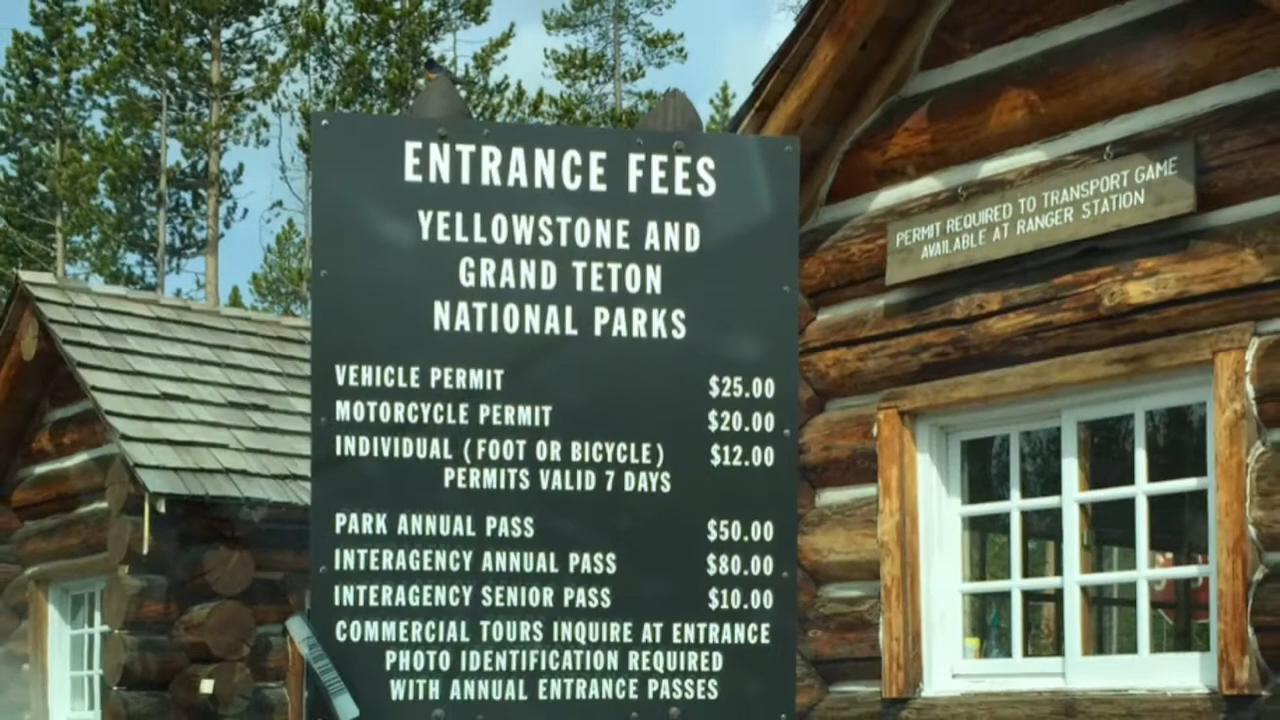 ENTRANCE FEES
YELLOWSTONE AND
GRAND TETON
NATIONAL PARKS
VEHICLE PERMIT $25.00
MOTORCYCLE PERMIT $20.00
INDIVIDUAL (FOOT OR BICYCLE) $12.00
PERMITS VALID 7 DAYS
PARK ANNUAL PASS $50.00
INTERAGENCY ANNUAL PASS $80.00
INTERAGENCY SENIOR PASS $10.00
COMMERCIAL TOURS INQUIRE AT ENTRANCE
PHOTO IDENTIFICATION REQUIRED
WITH ANNUAL ENTRANCE PASSES
PERMIT REQUIRED TO TRANSPORT GAME
AVAILABLE AT RANGER STATION